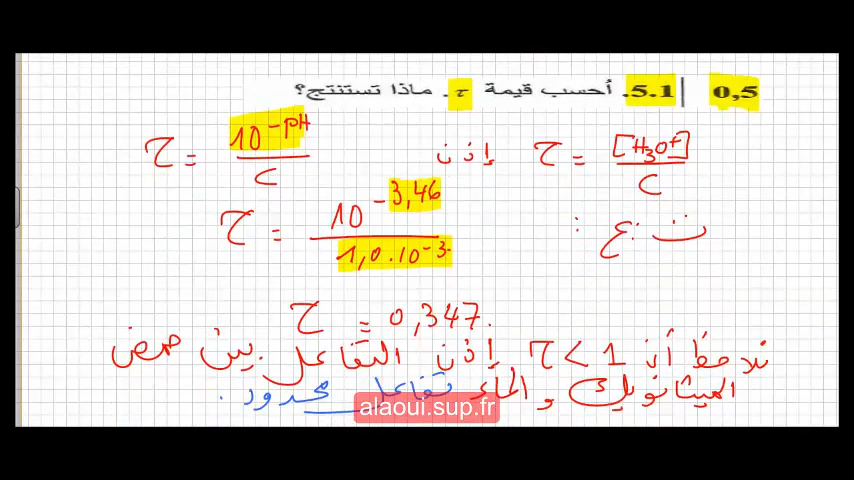 0,5 | 5.1. أحسب قيمة τ. ماذا تستنتج؟
τ = [H3O+] / C إذن τ = 10^-pH / C
ت.ع : τ = 10^-3,46 / 1,0.10^-3
τ = 0,347.
نلاحظ أن τ < 1 إذن التفاعل بين حمض
الميثانويك والماء تفاعل محدود.
alaoui.sup.fr